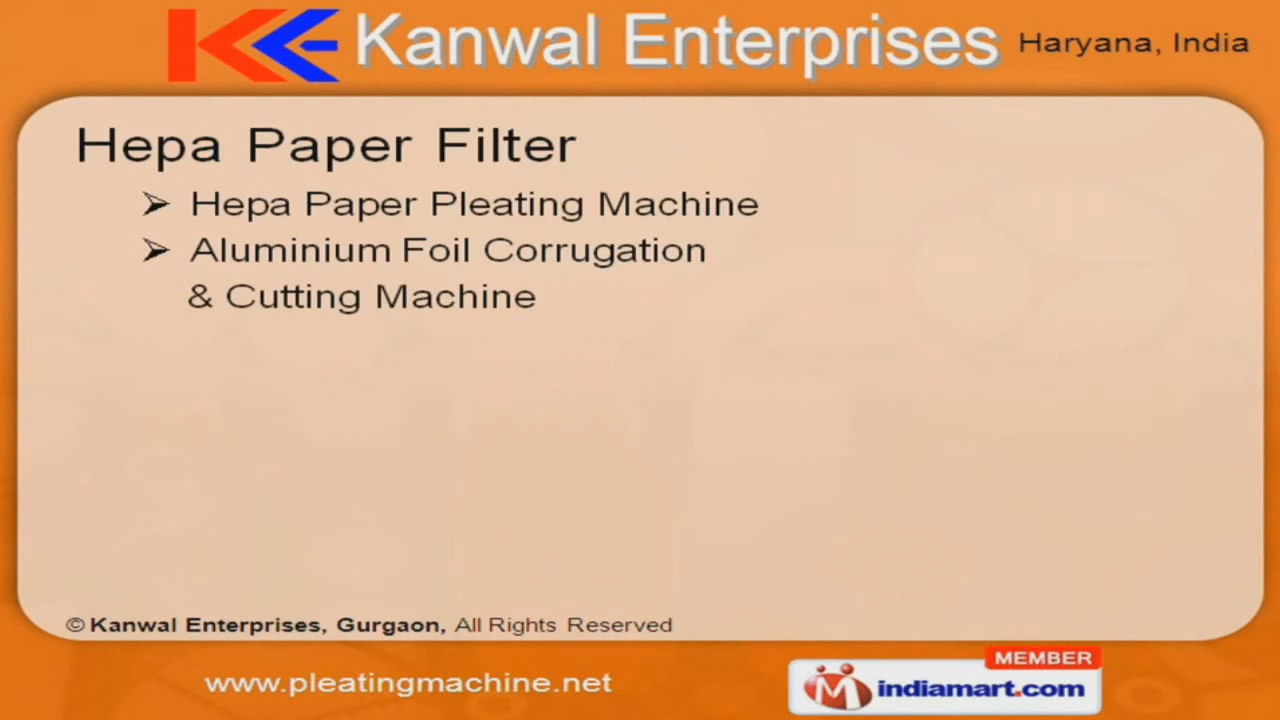 Kanwal Enterprises Haryana, India
Hepa Paper Filter
➢ Hepa Paper Pleating Machine
➢ Aluminium Foil Corrugation
& Cutting Machine
© Kanwal Enterprises, Gurgaon, All Rights Reserved
MEMBER
www.pleatingmachine.net
indiamart.com